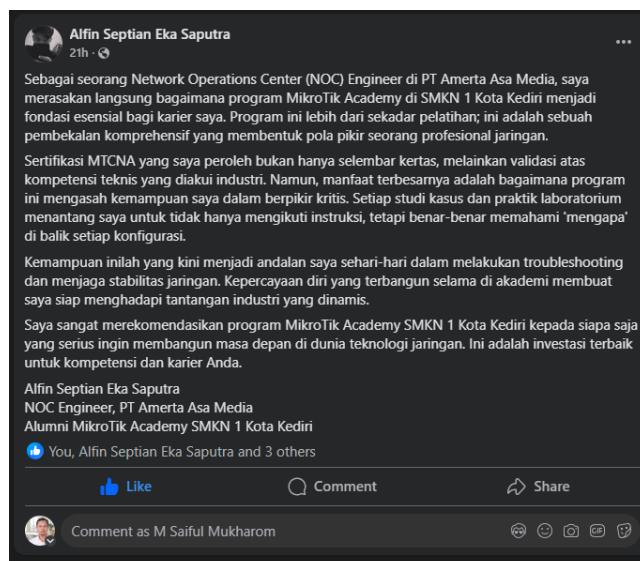 Alfin Septian Eka Saputra
21h ·
Sebagai seorang Network Operations Center (NOC) Engineer di PT Amerta Asa Media, saya
merasakan langsung bagaimana program MikroTik Academy di SMKN 1 Kota Kediri menjadi
fondasi esensial bagi karier saya. Program ini lebih dari sekadar pelatihan; ini adalah sebuah
pembekalan komprehensif yang membentuk pola pikir seorang profesional jaringan.
Sertifikasi MTCNA yang saya peroleh bukan hanya selembar kertas, melainkan validasi atas
kompetensi teknis yang diakui industri. Namun, manfaat terbesarnya adalah bagaimana program
ini mengasah kemampuan saya dalam berpikir kritis. Setiap studi kasus dan praktik laboratorium
menantang saya untuk tidak hanya mengikuti instruksi, tetapi benar-benar memahami 'mengapa'
di balik setiap konfigurasi.
Kemampuan inilah yang kini menjadi andalan saya sehari-hari dalam melakukan troubleshooting
dan menjaga stabilitas jaringan. Kepercayaan diri yang terbangun selama di akademi membuat
saya siap menghadapi tantangan industri yang dinamis.
Saya sangat merekomendasikan program MikroTik Academy SMKN 1 Kota Kediri kepada siapa saja
yang serius ingin membangun masa depan di dunia teknologi jaringan. Ini adalah investasi terbaik
untuk kompetensi dan karier Anda.
Alfin Septian Eka Saputra
NOC Engineer, PT Amerta Asa Media
Alumni MikroTik Academy SMKN 1 Kota Kediri
You, Alfin Septian Eka Saputra and 3 others
Like Comment Share
Comment as M Saiful Mukharom GIF